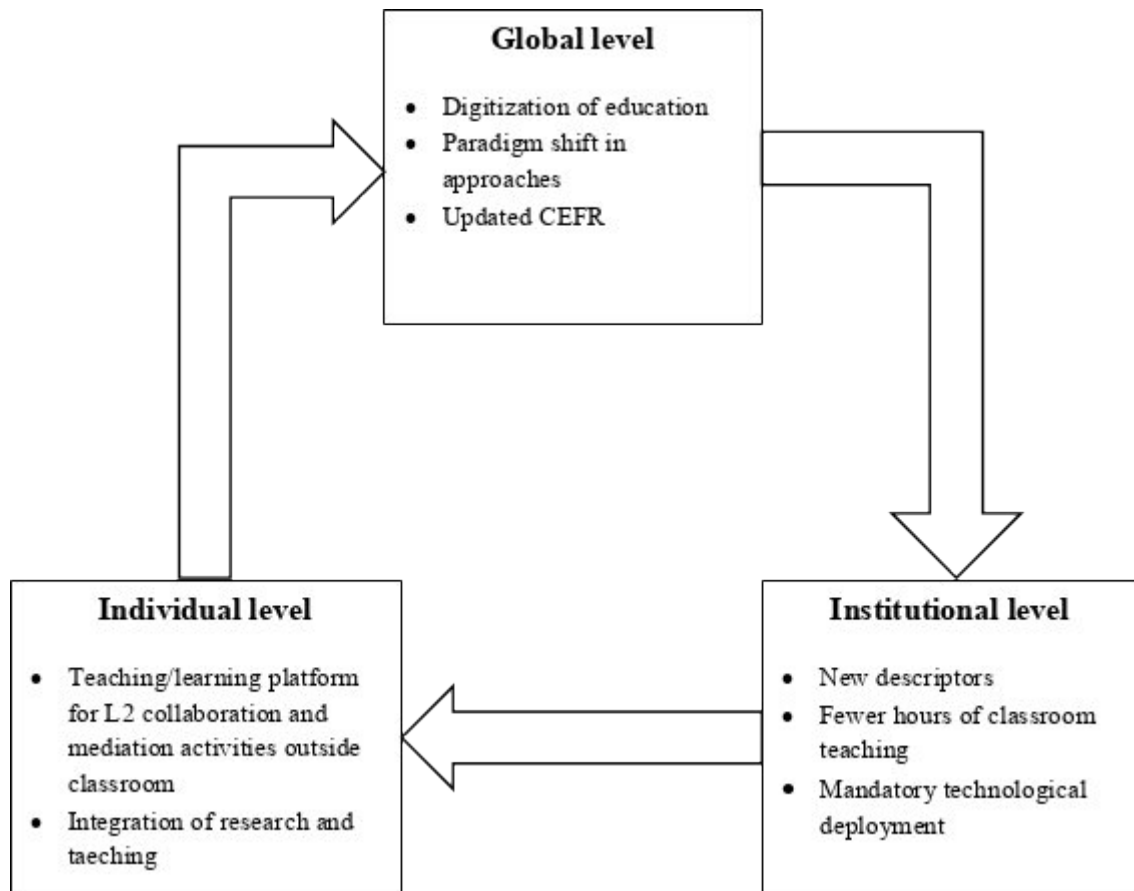 Global level
• Digitization of education
• Paradigm shift in
approaches
• Updated CEFR
Individual level
• Teaching/learning platform
for L2 collaboration and
mediation activities outside
classroom
• Integration of research and
taeching
Institutional level
• New descriptors
• Fewer hours of classroom
teaching
• Mandatory technological
deployment